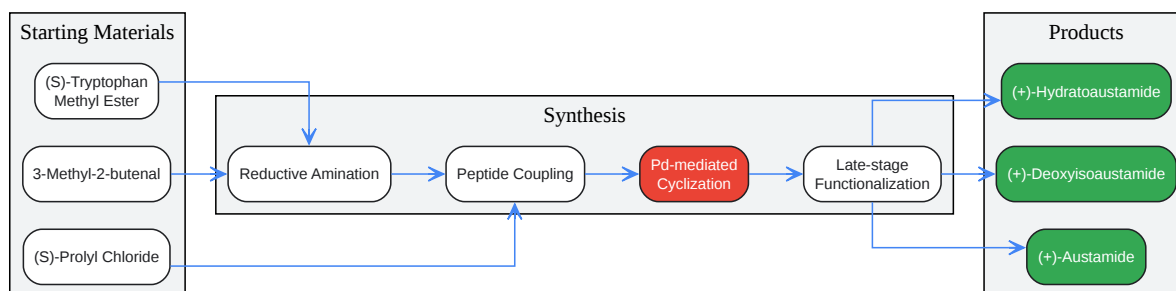 Starting Materials
(S)-Tryptophan
Methyl Ester
3-Methyl-2-butenal
(S)-Prolyl Chloride
Synthesis
Reductive Amination
Peptide Coupling
Pd-mediated
Cyclization
Late-stage
Functionalization
Products
(+)-Hydratoaustamide
(+)-Deoxyisoaustamide
(+)-Austamide